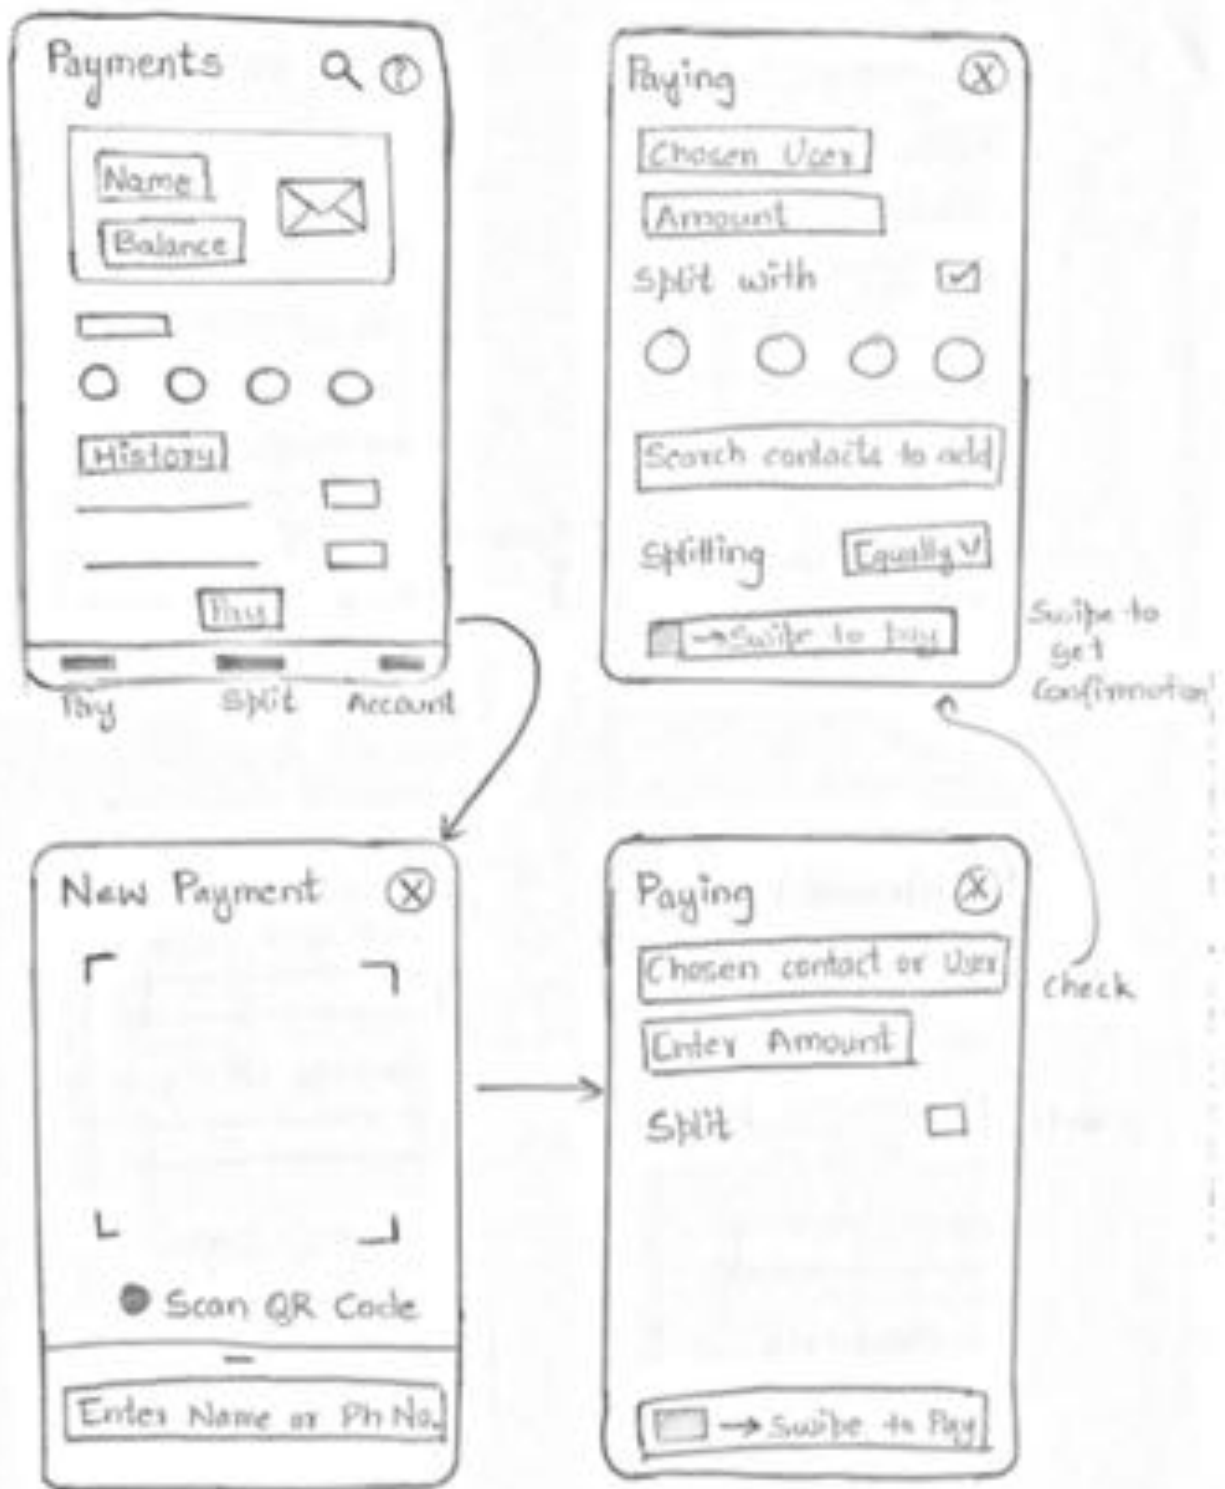 Payments
?
Name
Balance
History
Pay
Pay
Split
Account
Paying
X
Chosen User
Amount
Split with
Search contacts to add
Splitting
Equally
→ Swipe to pay
Swipe to
get
Confirmation
New Payment
X
Scan QR Code
Enter Name or Ph No.
Paying
X
Chosen contact or User
Enter Amount
Split
→ Swipe to Pay
check